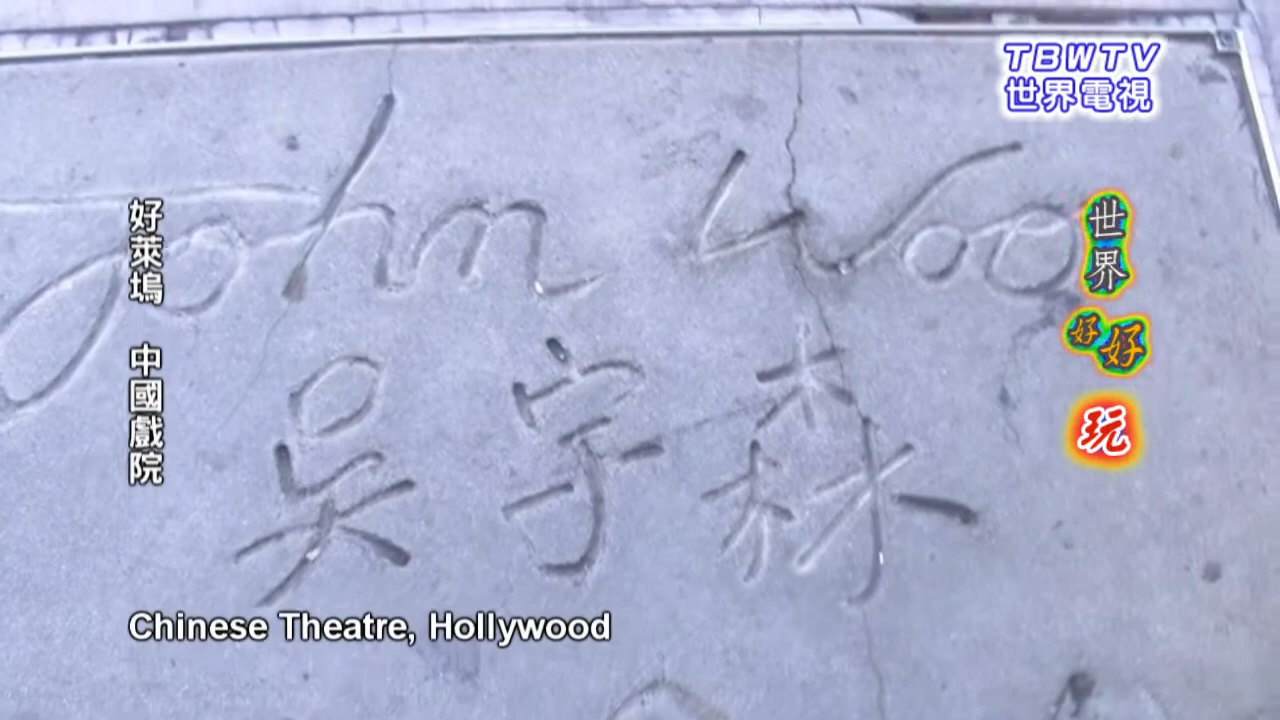 TBWTV
世界電視
John Woo
吳宇森
好萊塢 中國戲院
世界
好好
玩
Chinese Theatre, Hollywood